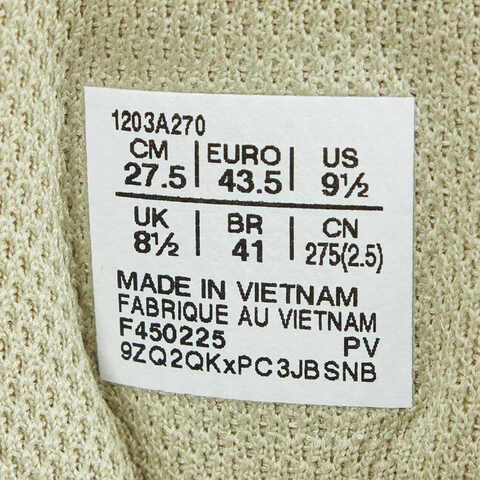 1203A270
CM EURO US
27.5 43.5 9½
UK BR CN
8½ 41 275(2.5)
MADE IN VIETNAM
FABRIQUE AU VIETNAM
F450225 PV
9ZQ2QKxPC3JBSNB